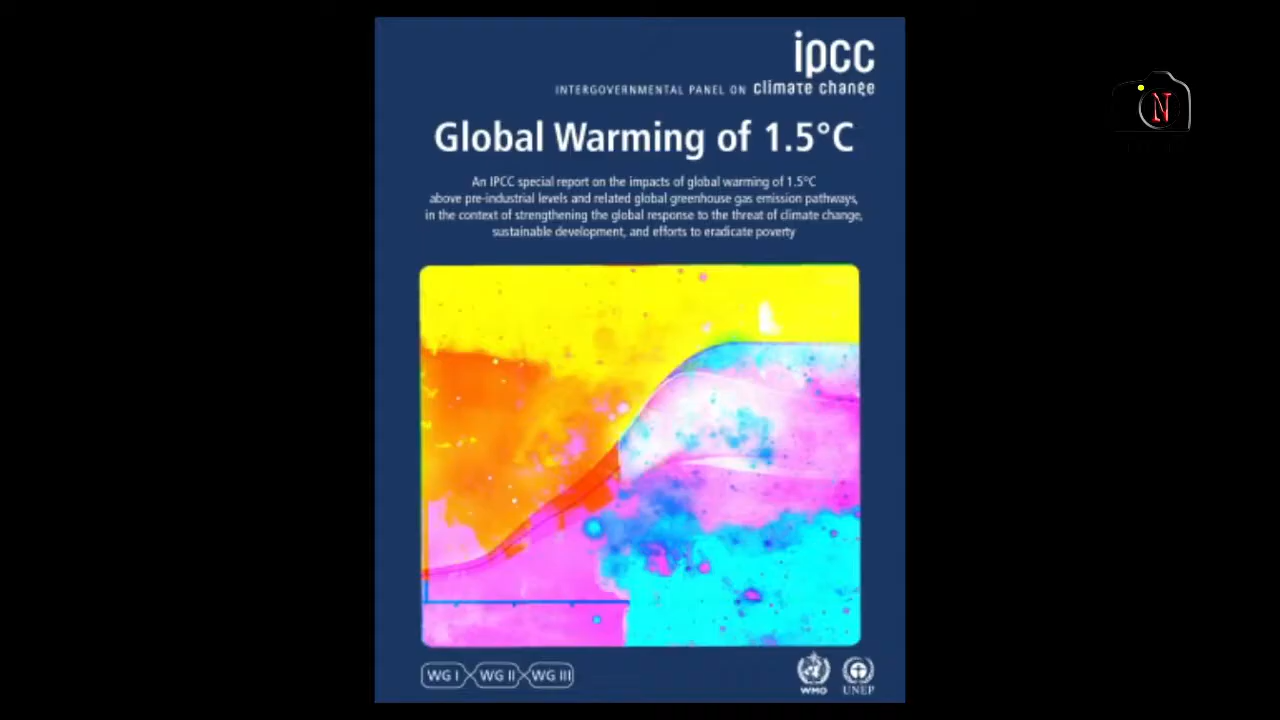 ipcc
INTERGOVERNMENTAL PANEL ON climate change
Global Warming of 1.5°C
An IPCC special report on the impacts of global warming of 1.5°C
above pre-industrial levels and related global greenhouse gas emission pathways,
in the context of strengthening the global response to the threat of climate change,
sustainable development, and efforts to eradicate poverty
WG I WG II WG III
WMO UNEP
N